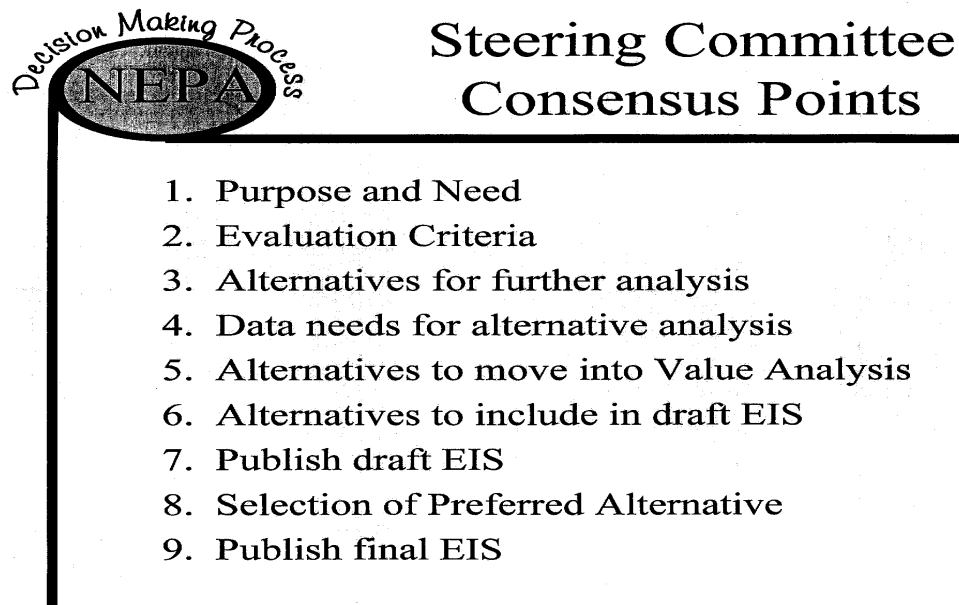 Decision Making Process
NEPA
Steering Committee
Consensus Points
1. Purpose and Need
2. Evaluation Criteria
3. Alternatives for further analysis
4. Data needs for alternative analysis
5. Alternatives to move into Value Analysis
6. Alternatives to include in draft EIS
7. Publish draft EIS
8. Selection of Preferred Alternative
9. Publish final EIS